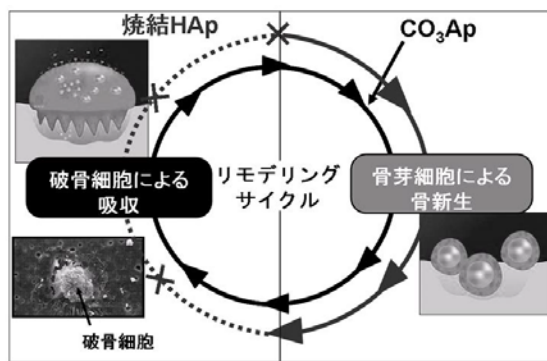 焼結HAp
CO₃Ap
破骨細胞による
吸収
リモデリング
サイクル
骨芽細胞による
骨新生
破骨細胞